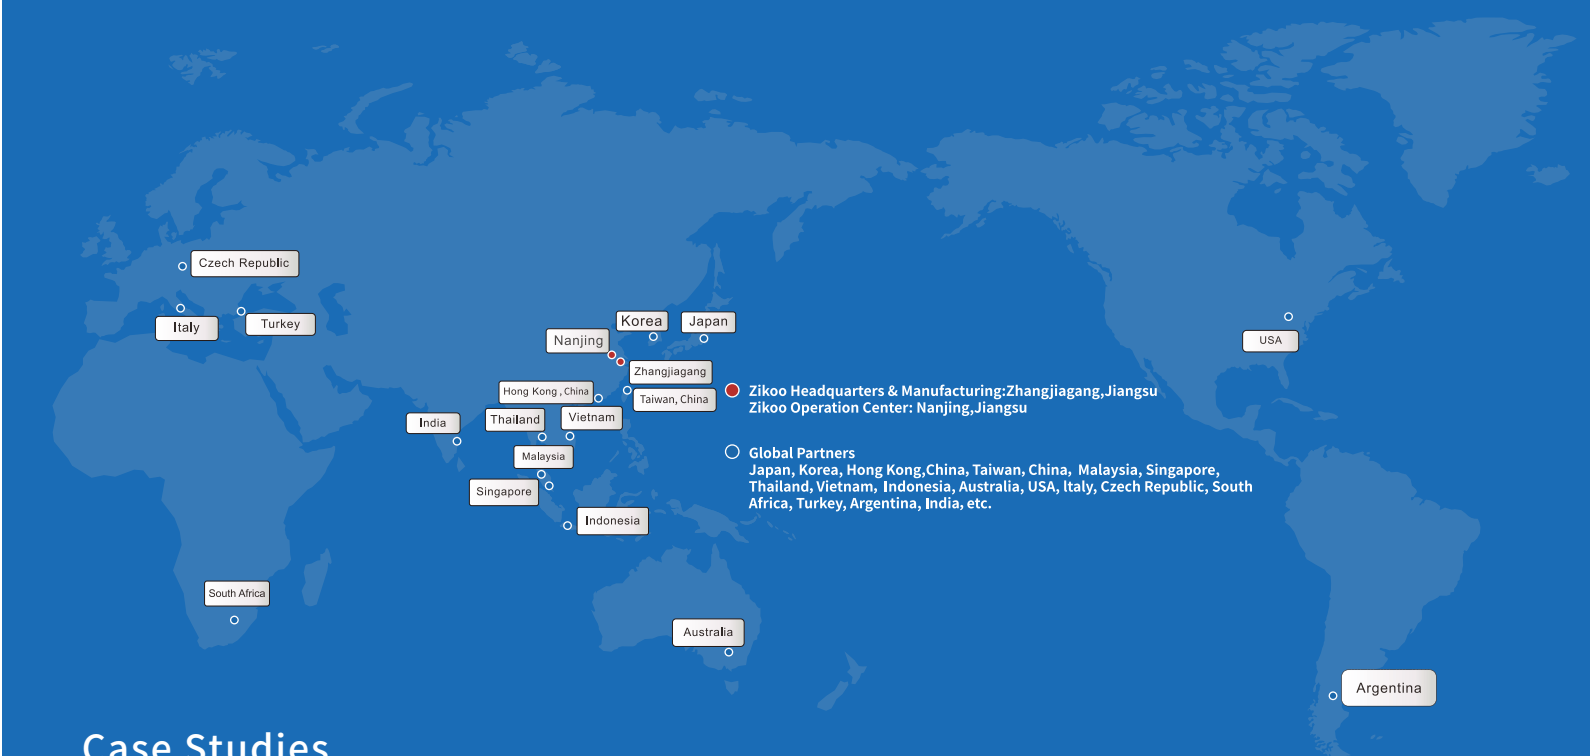 Czech Republic
Italy
Turkey
Korea
Japan
Nanjing
Zhangjiagang
Hong Kong , China
Taiwan, China
India
Thailand
Vietnam
Malaysia
Singapore
Indonesia
South Africa
Australia
USA
Argentina
Zikoo Headquarters & Manufacturing:Zhangjiagang,Jiangsu
Zikoo Operation Center: Nanjing,Jiangsu
Global Partners
Japan, Korea, Hong Kong,China, Taiwan, China, Malaysia, Singapore,
Thailand, Vietnam, Indonesia, Australia, USA, ltaly, Czech Republic, South
Africa, Turkey, Argentina, India, etc.
Case Studies